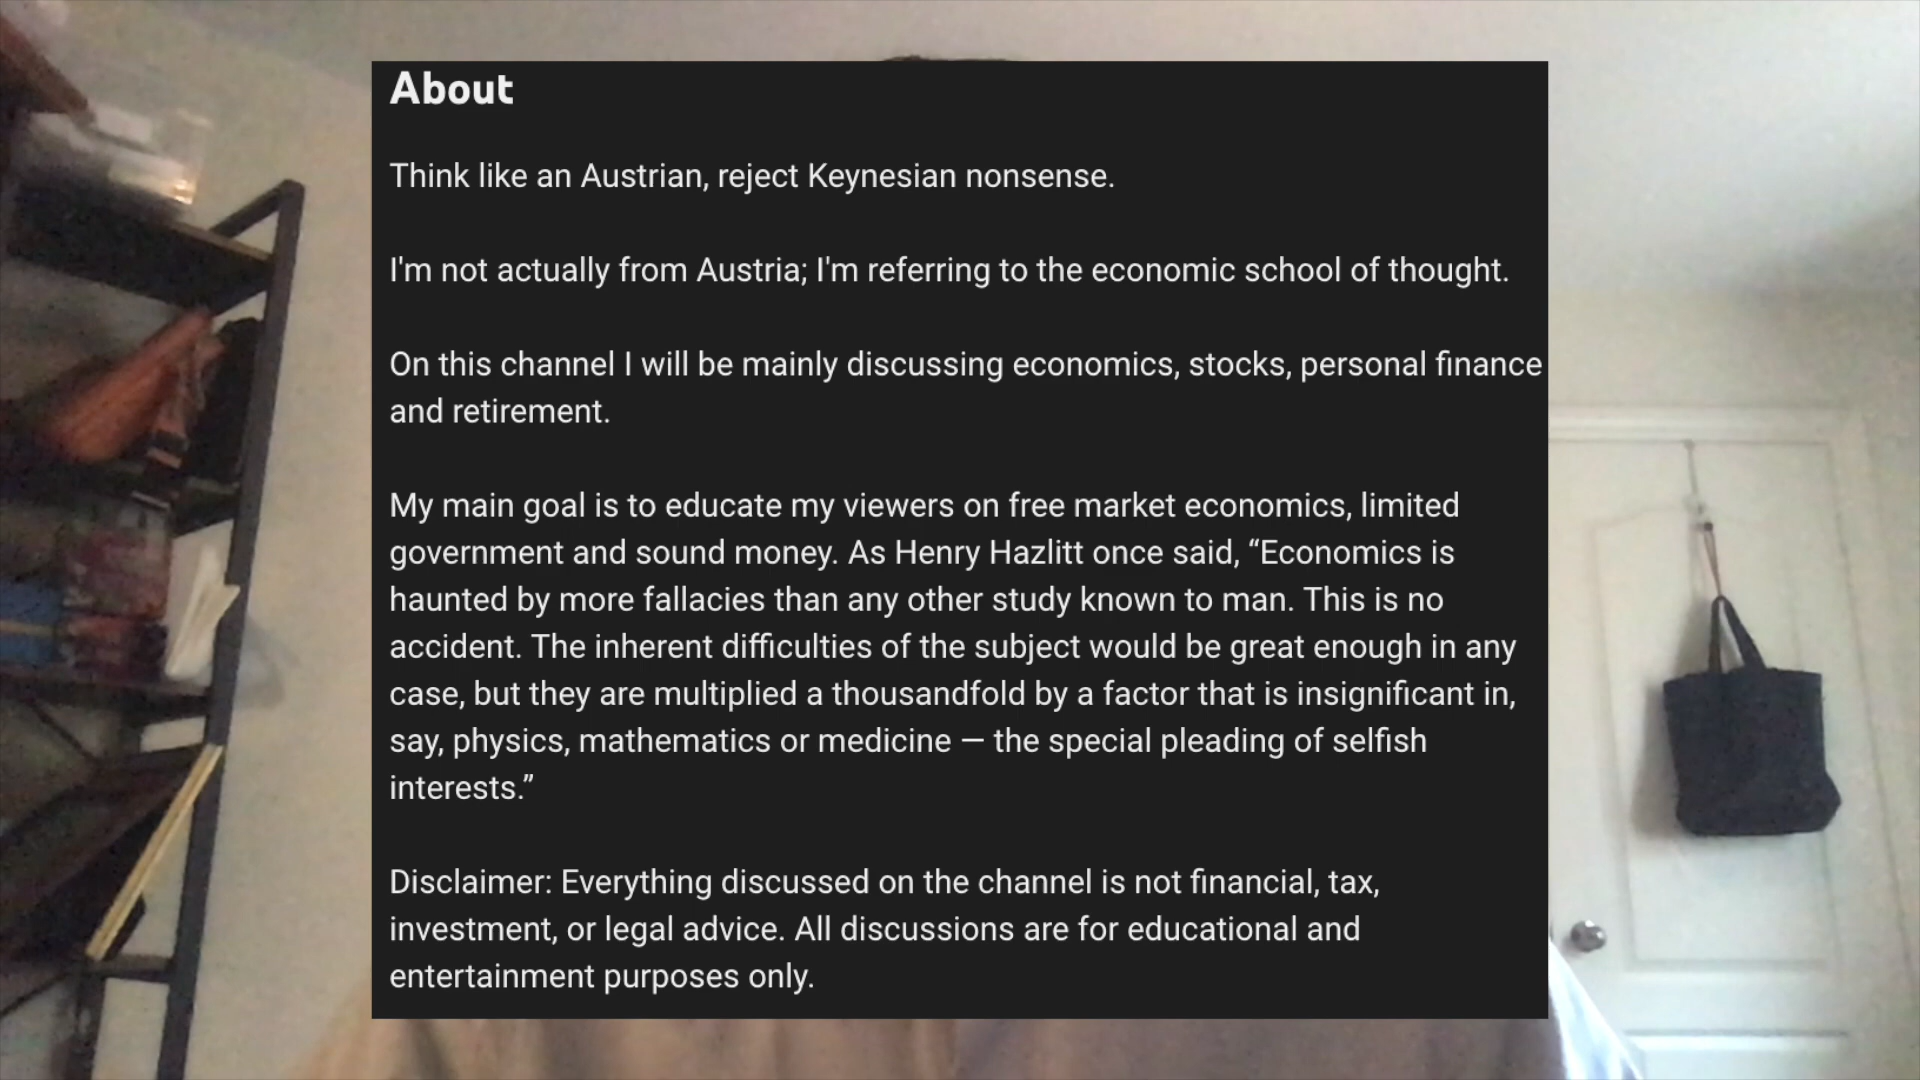 About
Think like an Austrian, reject Keynesian nonsense.
I'm not actually from Austria; I'm referring to the economic school of thought.
On this channel I will be mainly discussing economics, stocks, personal finance
and retirement.
My main goal is to educate my viewers on free market economics, limited
government and sound money. As Henry Hazlitt once said, “Economics is
haunted by more fallacies than any other study known to man. This is no
accident. The inherent difficulties of the subject would be great enough in any
case, but they are multiplied a thousandfold by a factor that is insignificant in,
say, physics, mathematics or medicine — the special pleading of selfish
interests.”
Disclaimer: Everything discussed on the channel is not financial, tax,
investment, or legal advice. All discussions are for educational and
entertainment purposes only.